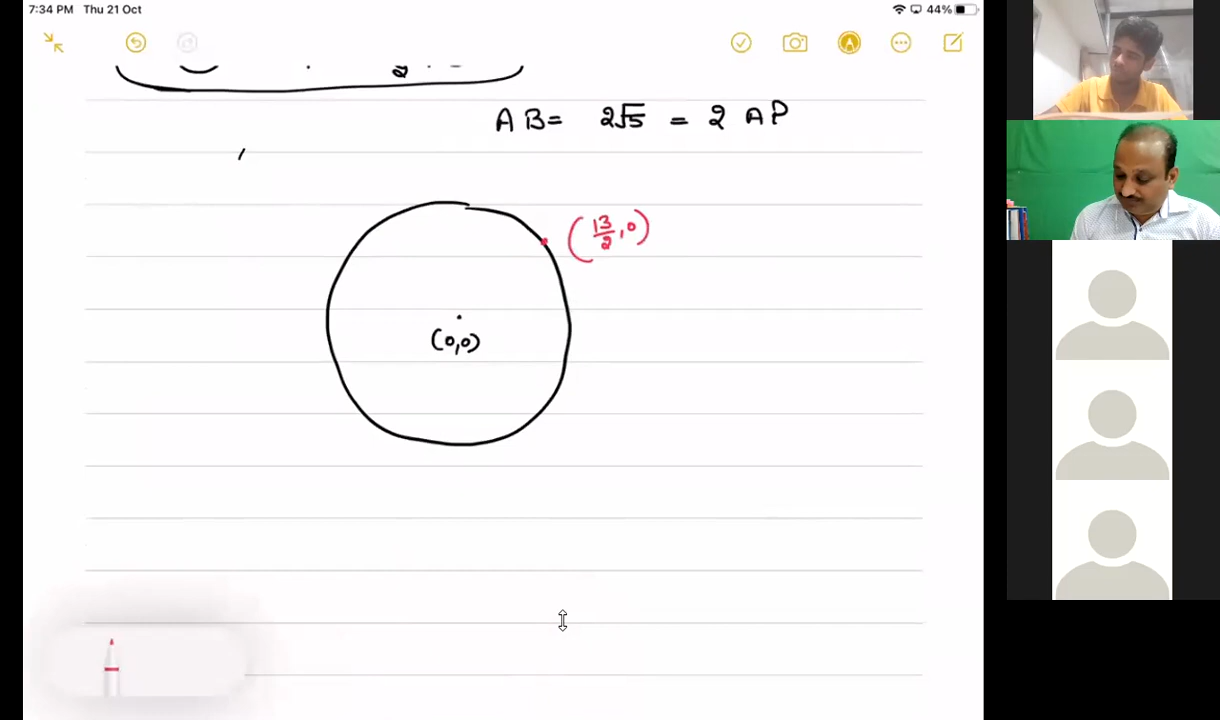 7:34 PM Thu 21 Oct 44%
AB= 2√5 = 2 AP
(13/2, 0)
(0,0)